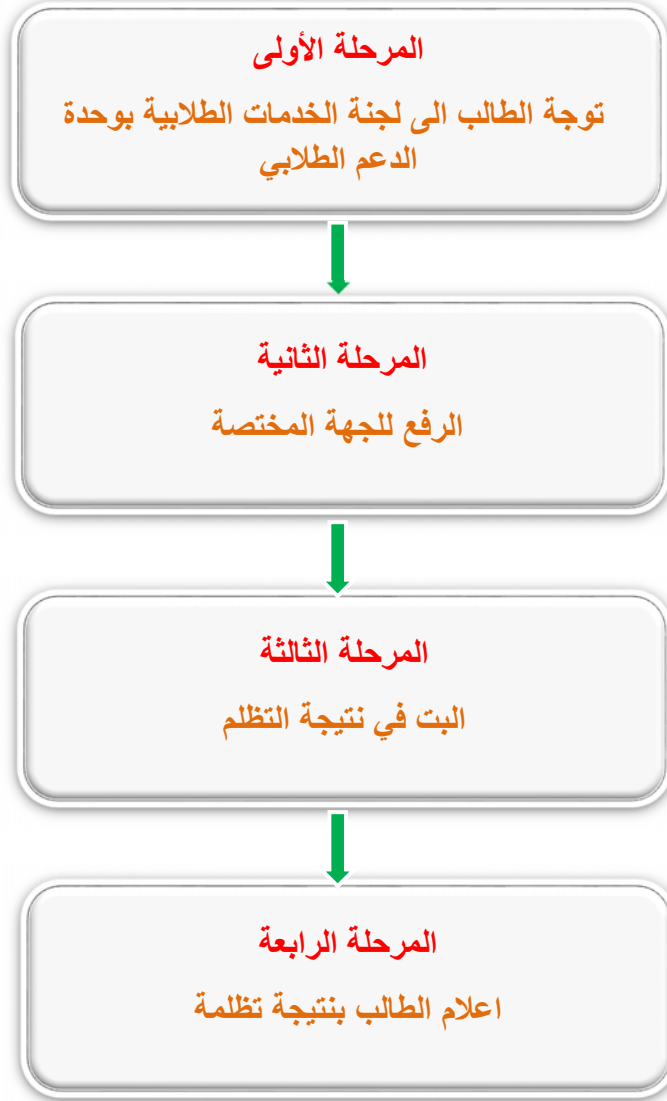 المرحلة الأولى
توجة الطالب الى لجنة الخدمات الطلابية بوحدة
الدعم الطلابي
المرحلة الثانية
الرفع للجهة المختصة
المرحلة الثالثة
البت في نتيجة التظلم
المرحلة الرابعة
اعلام الطالب بنتيجة تظلمة